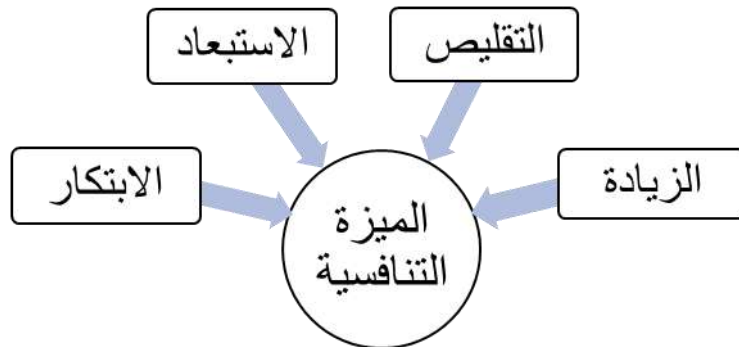 التقليص
الاستبعاد
الزيادة
الابتكار
الميزة
التنافسية